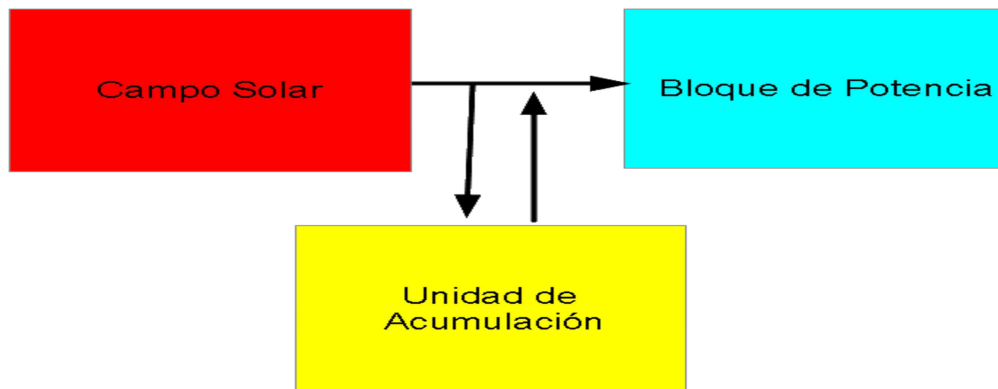 Campo Solar
Bloque de Potencia
Unidad de
Acumulación